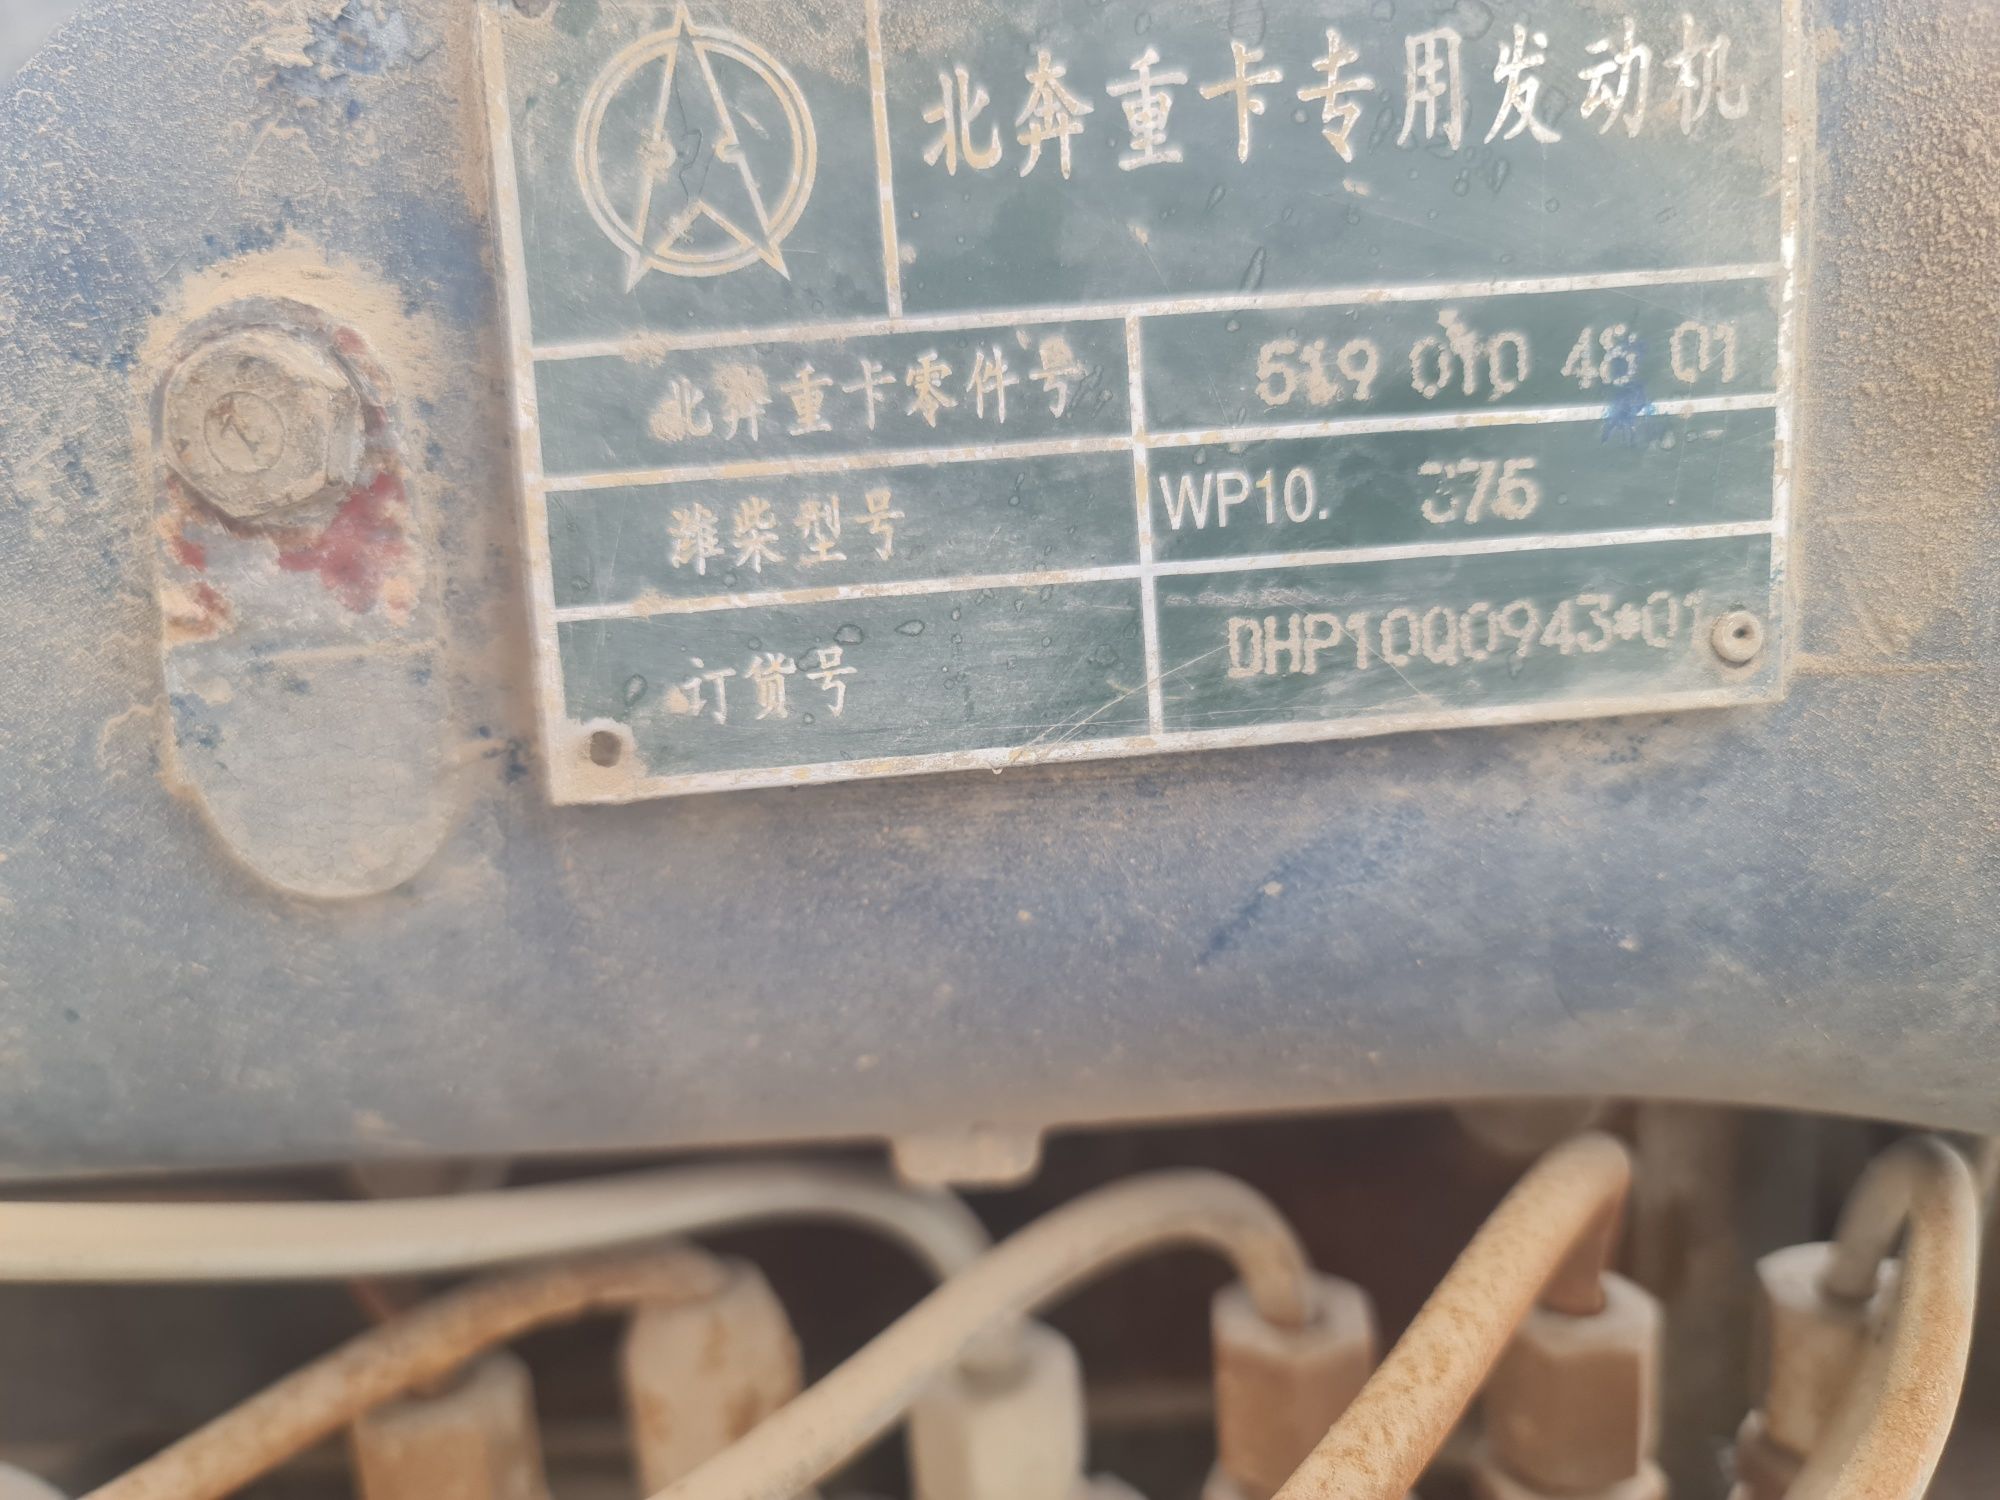 北奔重卡专用发动机
北奔重卡零件号 519 010 48 01
潍柴型号 WP10. 375
订货号 DHP10Q0943*01